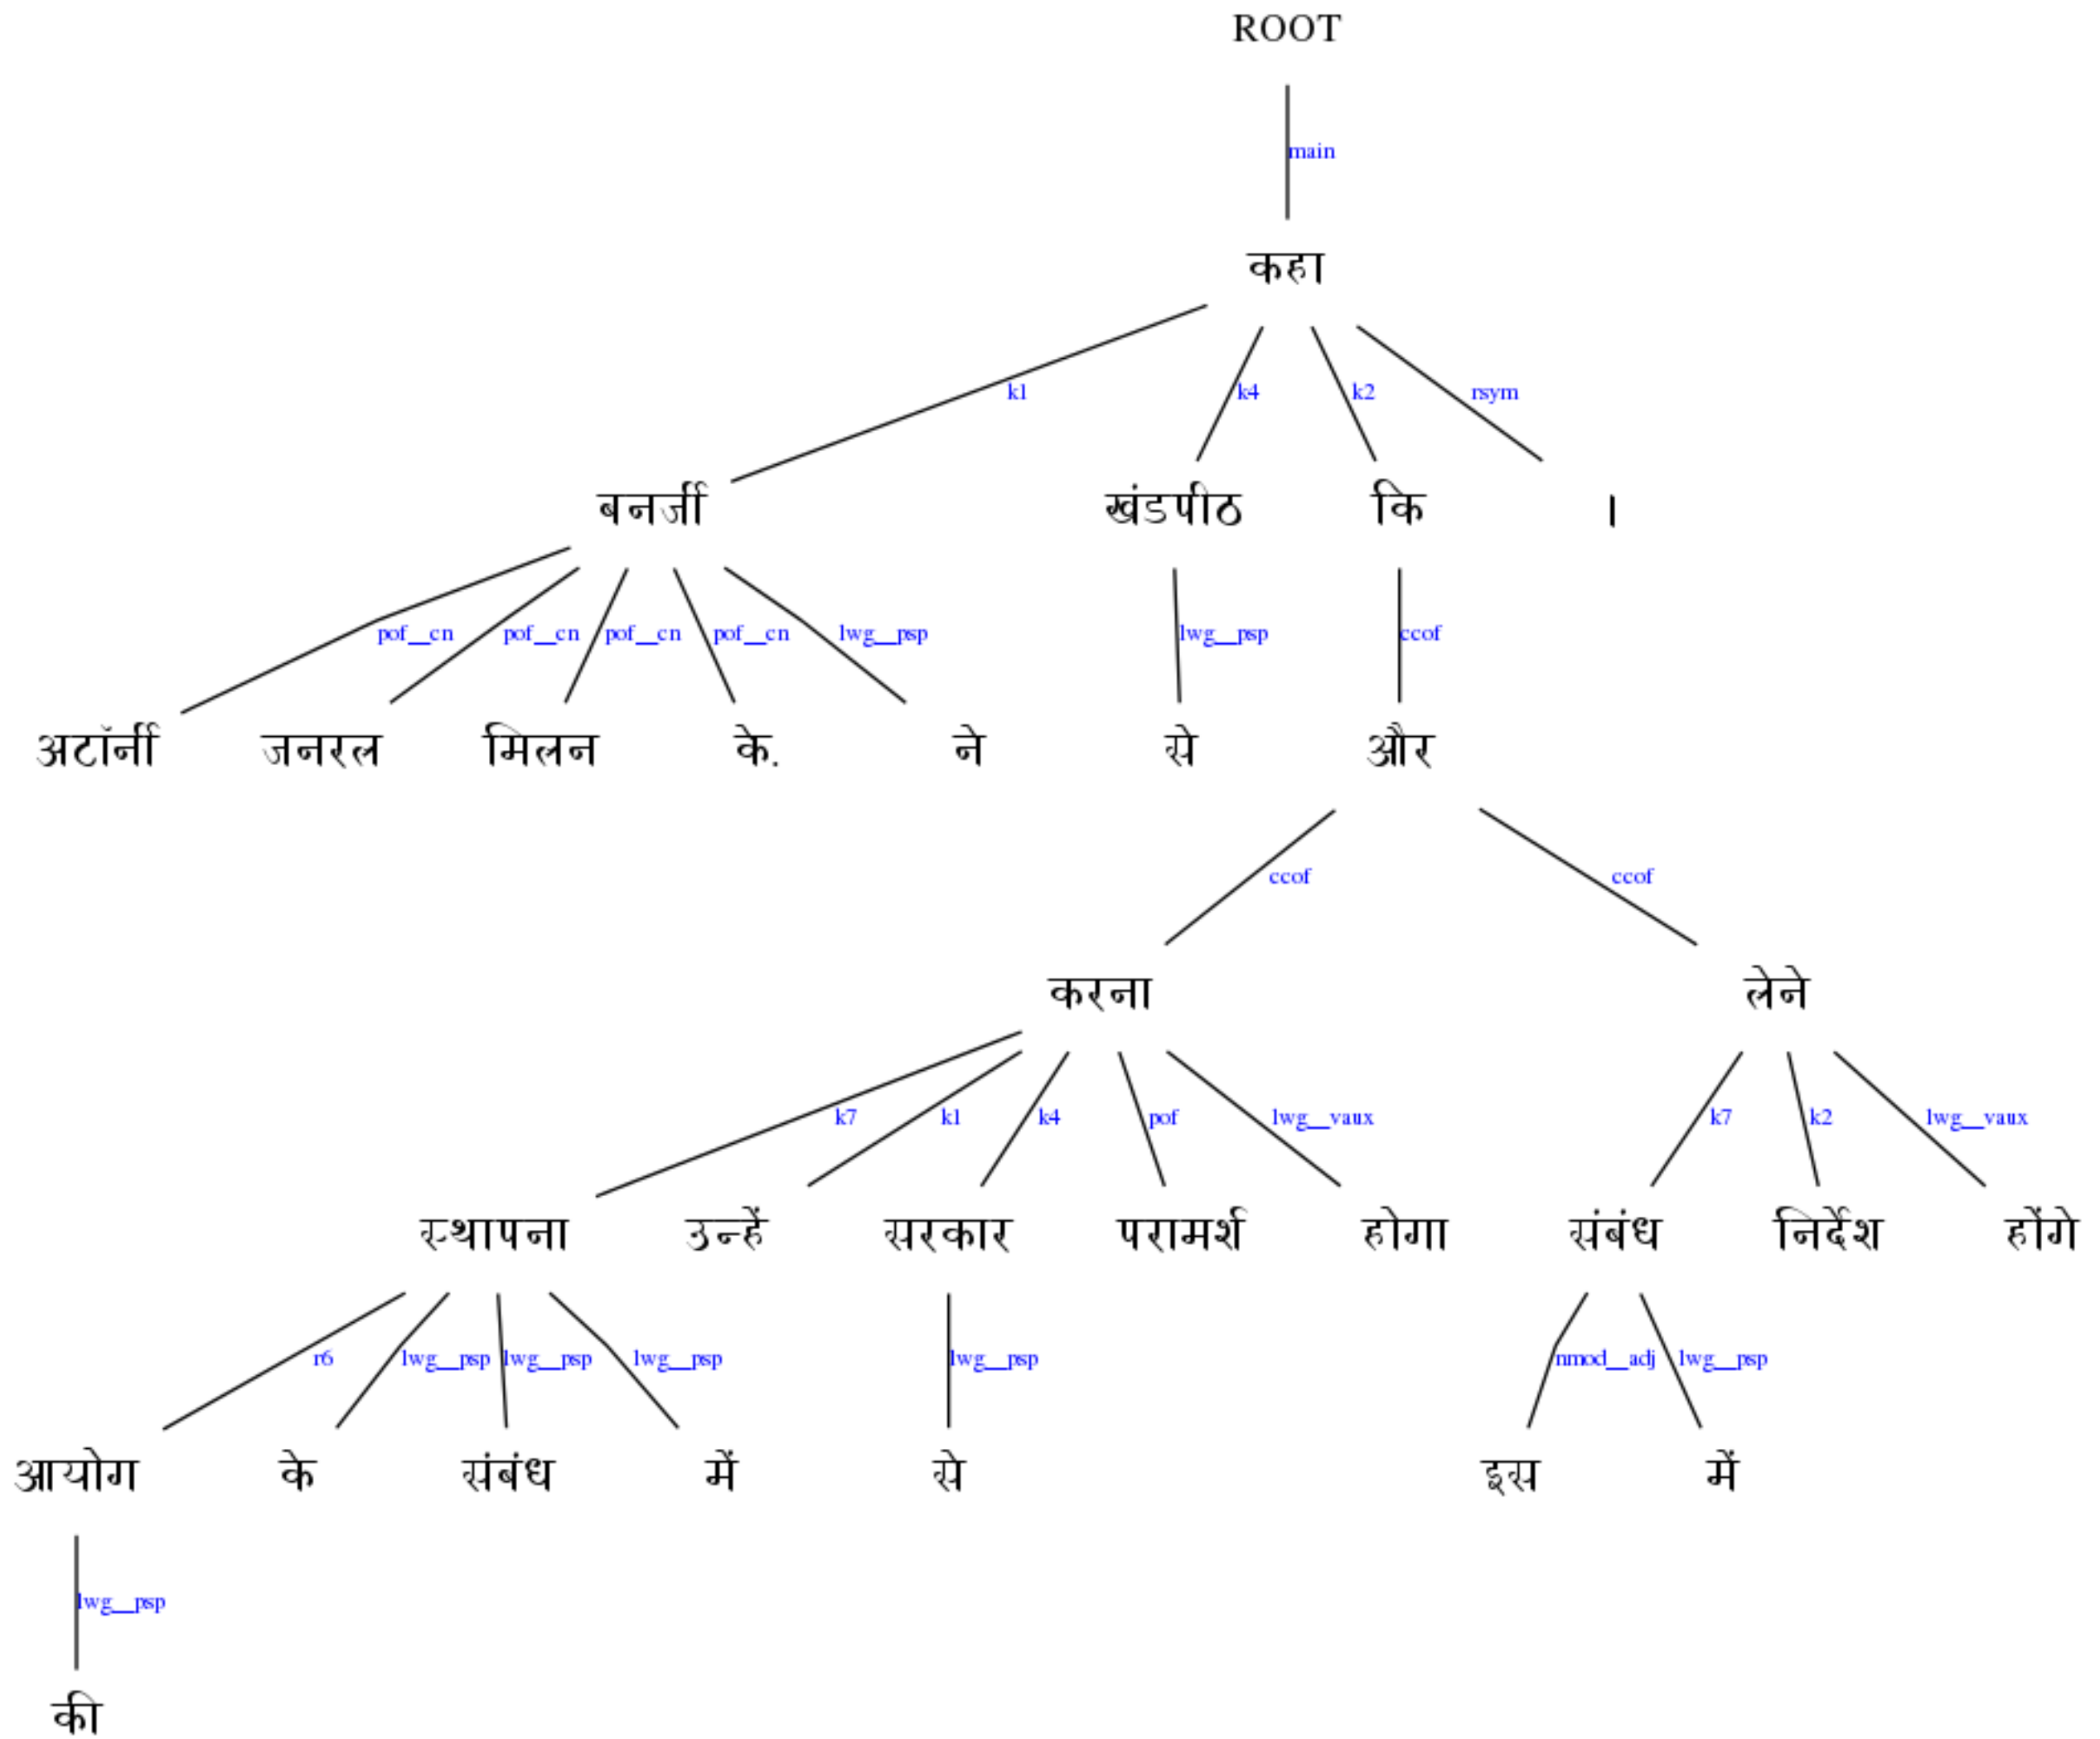 ROOT
main
कहा
k1 k4 k2 rsym
बनर्जी खंडपीठ कि ।
pof__cn pof__cn pof__cn pof__cn lwg__psp lwg__psp ccof
अटॉर्नी जनरल मिलन के. ने से और
ccof ccof
करना लेने
k7 k1 k4 pof lwg__vaux k7 k2 lwg__vaux
स्थापना उन्हें सरकार परामर्श होगा संबंध निर्देश होंगे
r6 lwg__psp lwg__psp lwg__psp lwg__psp nmod__adj lwg__psp
आयोग के संबंध में से इस में
lwg__psp
की